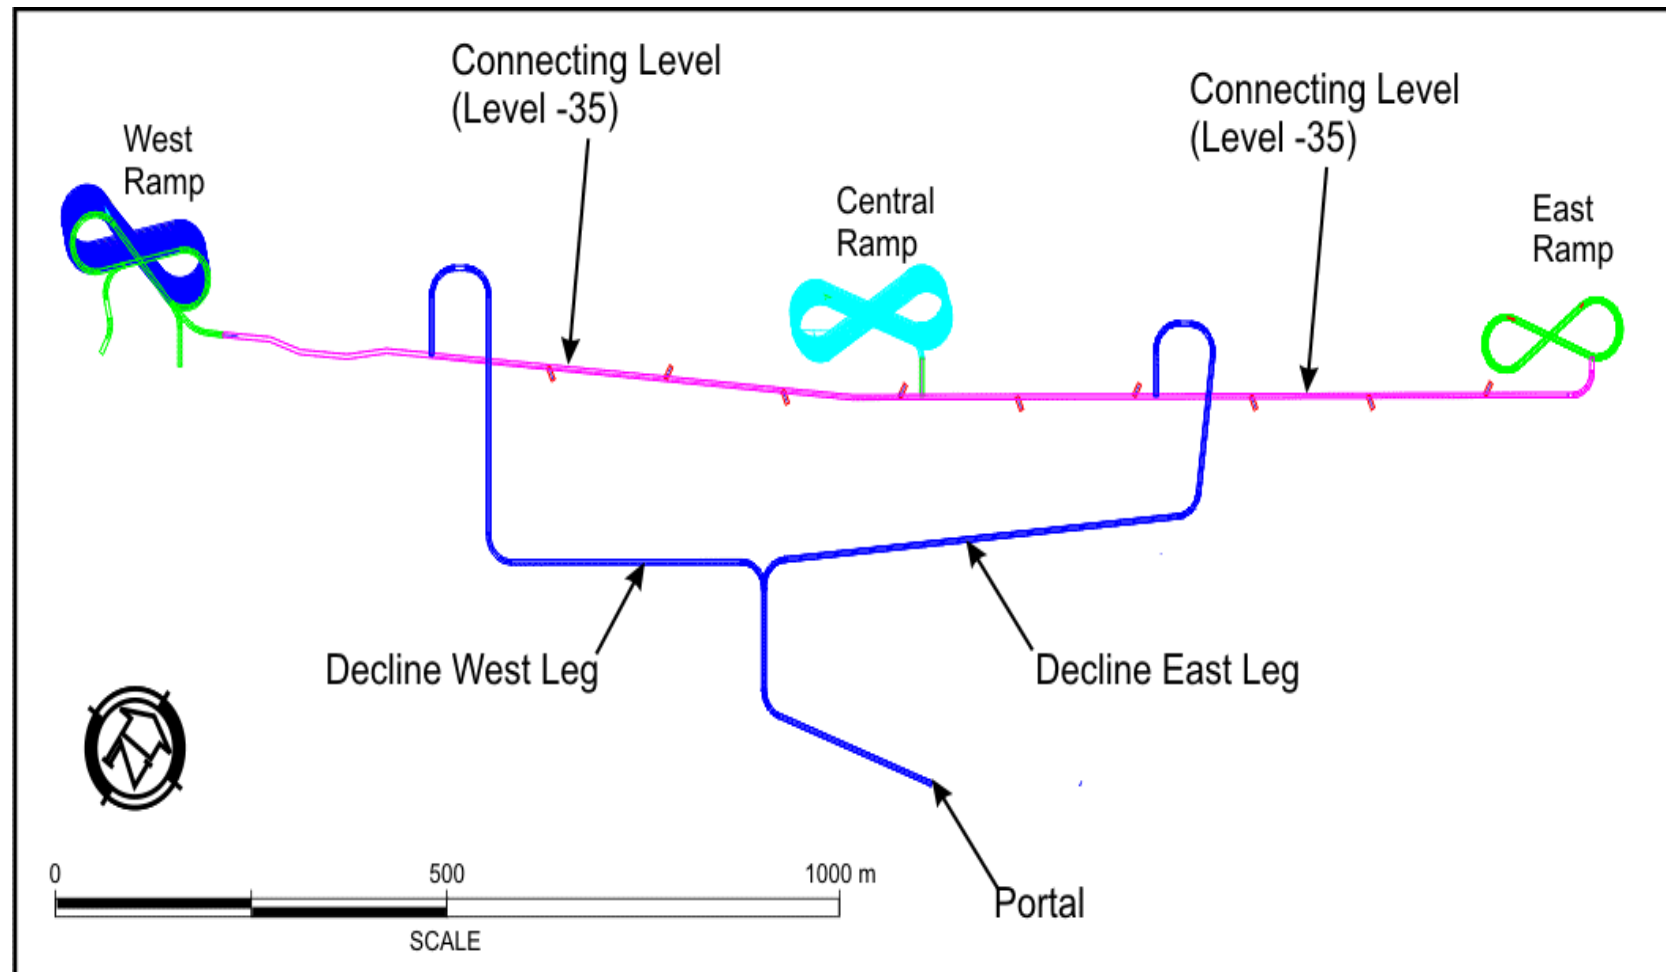 Connecting Level
(Level -35)
Connecting Level
(Level -35)
West
Ramp
Central
Ramp
East
Ramp
Decline West Leg
Decline East Leg
Portal
0
500
1000 m
SCALE